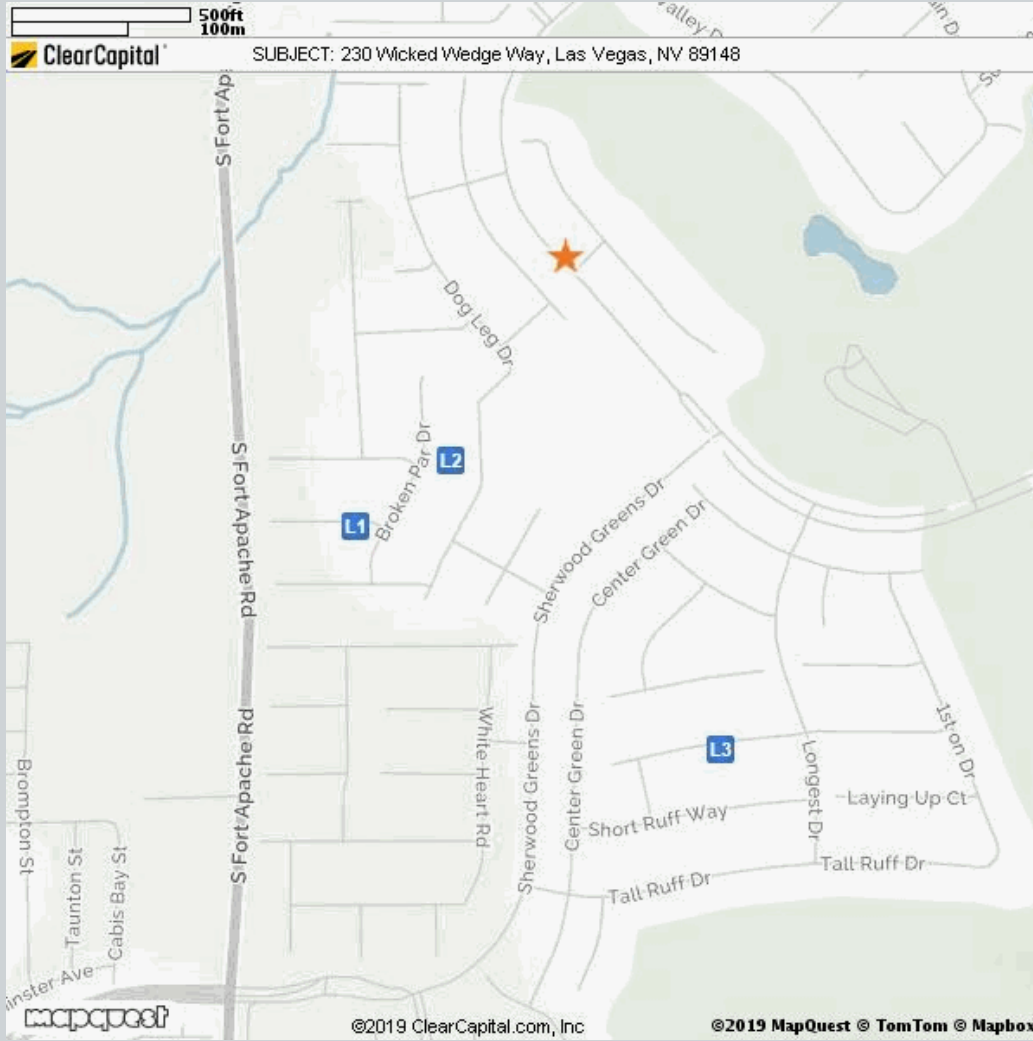 500ft
100m
ClearCapital
SUBJECT: 230 Wicked Wedge Way, Las Vegas, NV 89148
S Fort Ap
Dog Leg Dr
S Fort Apache Rd
Broken Par Dr
L2
L1
Sherwood Greens Dr
Center Green Dr
S Fort Apache Rd
White Heart Rd
Sherwood Greens Dr
Center Green Dr
L3
Longest Dr
1st on Dr
Laying Up Ct
Short Ruff Way
Tall Ruff Dr
Tall Ruff Dr
Brompton St
Taunton St
Cabis Bay St
inster Ave
mapquest
©2019 ClearCapital.com, Inc
©2019 MapQuest © TomTom © Mapbox